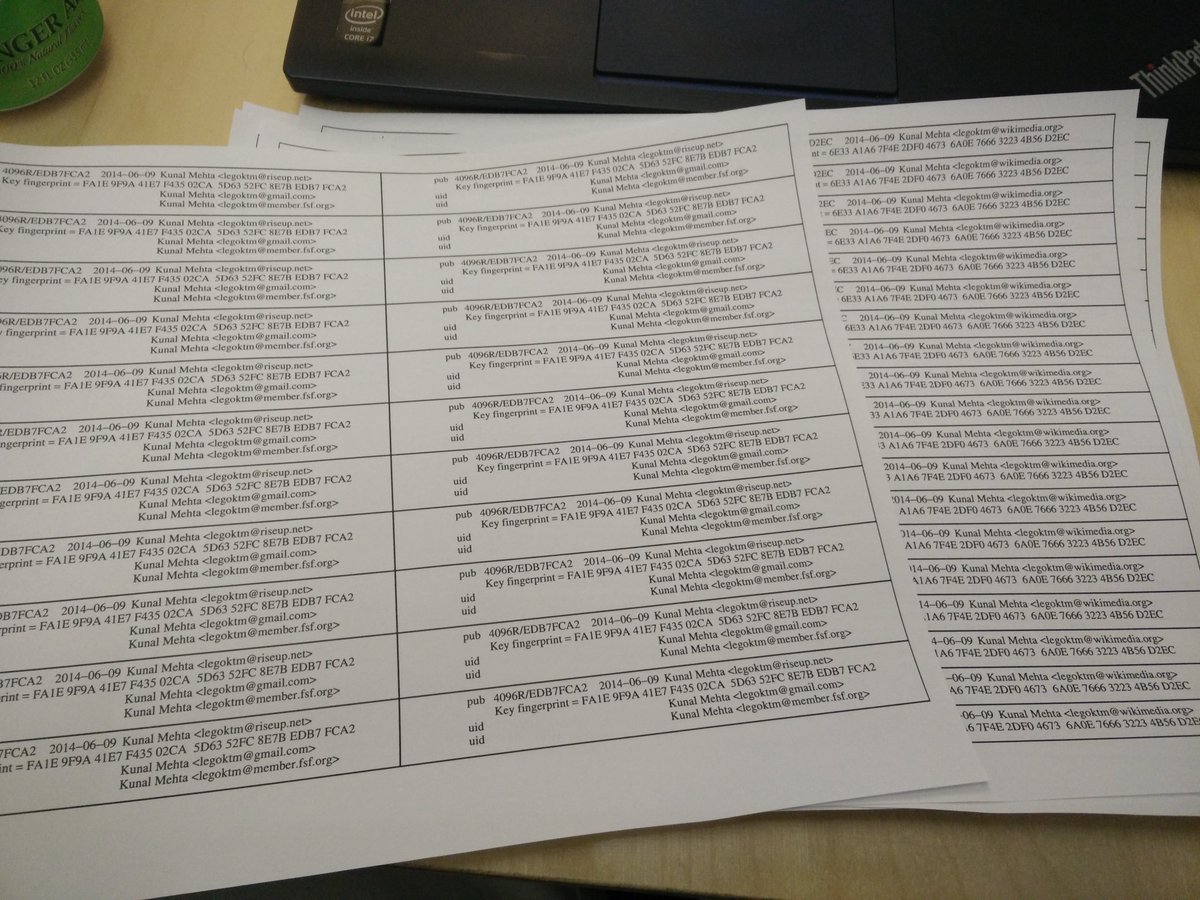 intel
inside
CORE i7
ThinkPad
100% Natural
4096R/EDB7FCA2 2014–06–09 Kunal Mehta <legoktm@riseup.net>
Key fingerprint = FA1E 9F9A 41E7 F435 02CA 5D63 52FC 8E7B EDB7 FCA2
Kunal Mehta <legoktm@gmail.com>
Kunal Mehta <legoktm@member.fsf.org>
4096R/EDB7FCA2 2014–06–09 Kunal Mehta <legoktm@riseup.net>
Key fingerprint = FA1E 9F9A 41E7 F435 02CA 5D63 52FC 8E7B EDB7 FCA2
Kunal Mehta <legoktm@gmail.com>
Kunal Mehta <legoktm@member.fsf.org>
096R/EDB7FCA2 2014–06–09 Kunal Mehta <legoktm@riseup.net>
ey fingerprint = FA1E 9F9A 41E7 F435 02CA 5D63 52FC 8E7B EDB7 FCA2
Kunal Mehta <legoktm@gmail.com>
Kunal Mehta <legoktm@member.fsf.org>
96R/EDB7FCA2 2014–06–09 Kunal Mehta <legoktm@riseup.net>
y fingerprint = FA1E 9F9A 41E7 F435 02CA 5D63 52FC 8E7B EDB7 FCA2
Kunal Mehta <legoktm@gmail.com>
Kunal Mehta <legoktm@member.fsf.org>
6R/EDB7FCA2 2014–06–09 Kunal Mehta <legoktm@riseup.net>
fingerprint = FA1E 9F9A 41E7 F435 02CA 5D63 52FC 8E7B EDB7 FCA2
Kunal Mehta <legoktm@gmail.com>
Kunal Mehta <legoktm@member.fsf.org>
R/EDB7FCA2 2014–06–09 Kunal Mehta <legoktm@riseup.net>
ngerprint = FA1E 9F9A 41E7 F435 02CA 5D63 52FC 8E7B EDB7 FCA2
Kunal Mehta <legoktm@gmail.com>
Kunal Mehta <legoktm@member.fsf.org>
/EDB7FCA2 2014–06–09 Kunal Mehta <legoktm@riseup.net>
ngerprint = FA1E 9F9A 41E7 F435 02CA 5D63 52FC 8E7B EDB7 FCA2
Kunal Mehta <legoktm@gmail.com>
Kunal Mehta <legoktm@member.fsf.org>
EDB7FCA2 2014–06–09 Kunal Mehta <legoktm@riseup.net>
erprint = FA1E 9F9A 41E7 F435 02CA 5D63 52FC 8E7B EDB7 FCA2
Kunal Mehta <legoktm@gmail.com>
Kunal Mehta <legoktm@member.fsf.org>
DB7FCA2 2014–06–09 Kunal Mehta <legoktm@riseup.net>
rprint = FA1E 9F9A 41E7 F435 02CA 5D63 52FC 8E7B EDB7 FCA2
Kunal Mehta <legoktm@gmail.com>
Kunal Mehta <legoktm@member.fsf.org>
B7FCA2 2014–06–09 Kunal Mehta <legoktm@riseup.net>
print = FA1E 9F9A 41E7 F435 02CA 5D63 52FC 8E7B EDB7 FCA2
Kunal Mehta <legoktm@gmail.com>
Kunal Mehta <legoktm@member.fsf.org>
7FCA2 2014–06–09 Kunal Mehta <legoktm@riseup.net>
int = FA1E 9F9A 41E7 F435 02CA 5D63 52FC 8E7B EDB7 FCA2
Kunal Mehta <legoktm@gmail.com>
Kunal Mehta <legoktm@member.fsf.org>
pub 4096R/EDB7FCA2 2014–06–09 Kunal Mehta <legoktm@riseup.net>
Key fingerprint = FA1E 9F9A 41E7 F435 02CA 5D63 52FC 8E7B EDB7 FCA2
uid Kunal Mehta <legoktm@gmail.com>
uid Kunal Mehta <legoktm@member.fsf.org>
pub 4096R/EDB7FCA2 2014–06–09 Kunal Mehta <legoktm@riseup.net>
Key fingerprint = FA1E 9F9A 41E7 F435 02CA 5D63 52FC 8E7B EDB7 FCA2
uid Kunal Mehta <legoktm@gmail.com>
uid Kunal Mehta <legoktm@member.fsf.org>
pub 4096R/EDB7FCA2 2014–06–09 Kunal Mehta <legoktm@riseup.net>
Key fingerprint = FA1E 9F9A 41E7 F435 02CA 5D63 52FC 8E7B EDB7 FCA2
uid Kunal Mehta <legoktm@gmail.com>
uid Kunal Mehta <legoktm@member.fsf.org>
pub 4096R/EDB7FCA2 2014–06–09 Kunal Mehta <legoktm@riseup.net>
Key fingerprint = FA1E 9F9A 41E7 F435 02CA 5D63 52FC 8E7B EDB7 FCA2
uid Kunal Mehta <legoktm@gmail.com>
uid Kunal Mehta <legoktm@member.fsf.org>
pub 4096R/EDB7FCA2 2014–06–09 Kunal Mehta <legoktm@riseup.net>
Key fingerprint = FA1E 9F9A 41E7 F435 02CA 5D63 52FC 8E7B EDB7 FCA2
uid Kunal Mehta <legoktm@gmail.com>
uid Kunal Mehta <legoktm@member.fsf.org>
pub 4096R/EDB7FCA2 2014–06–09 Kunal Mehta <legoktm@riseup.net>
Key fingerprint = FA1E 9F9A 41E7 F435 02CA 5D63 52FC 8E7B EDB7 FCA2
uid Kunal Mehta <legoktm@gmail.com>
uid Kunal Mehta <legoktm@member.fsf.org>
pub 4096R/EDB7FCA2 2014–06–09 Kunal Mehta <legoktm@riseup.net>
Key fingerprint = FA1E 9F9A 41E7 F435 02CA 5D63 52FC 8E7B EDB7 FCA2
uid Kunal Mehta <legoktm@gmail.com>
uid Kunal Mehta <legoktm@member.fsf.org>
pub 4096R/EDB7FCA2 2014–06–09 Kunal Mehta <legoktm@riseup.net>
Key fingerprint = FA1E 9F9A 41E7 F435 02CA 5D63 52FC 8E7B EDB7 FCA2
uid Kunal Mehta <legoktm@gmail.com>
uid Kunal Mehta <legoktm@member.fsf.org>
pub 4096R/EDB7FCA2 2014–06–09 Kunal Mehta <legoktm@riseup.net>
Key fingerprint = FA1E 9F9A 41E7 F435 02CA 5D63 52FC 8E7B EDB7 FCA2
uid Kunal Mehta <legoktm@gmail.com>
uid Kunal Mehta <legoktm@member.fsf.org>
pub 4096R/EDB7FCA2 2014–06–09 Kunal Mehta <legoktm@riseup.net>
Key fingerprint = FA1E 9F9A 41E7 F435 02CA 5D63 52FC 8E7B EDB7 FCA2
uid Kunal Mehta <legoktm@gmail.com>
uid Kunal Mehta <legoktm@member.fsf.org>
pub 4096R/EDB7FCA2 2014–06–09 Kunal Mehta <legoktm@riseup.net>
Key fingerprint = FA1E 9F9A 41E7 F435 02CA 5D63 52FC 8E7B EDB7 FCA2
uid Kunal Mehta <legoktm@gmail.com>
uid Kunal Mehta <legoktm@member.fsf.org>
D2EC 2014–06–09 Kunal Mehta <legoktm@wikimedia.org>
nt = 6E33 A1A6 7F4E 2DF0 4673 6A0E 7666 3223 4B56 D2EC
2EC 2014–06–09 Kunal Mehta <legoktm@wikimedia.org>
t = 6E33 A1A6 7F4E 2DF0 4673 6A0E 7666 3223 4B56 D2EC
2EC 2014–06–09 Kunal Mehta <legoktm@wikimedia.org>
= 6E33 A1A6 7F4E 2DF0 4673 6A0E 7666 3223 4B56 D2EC
EC 2014–06–09 Kunal Mehta <legoktm@wikimedia.org>
= 6E33 A1A6 7F4E 2DF0 4673 6A0E 7666 3223 4B56 D2EC
EC 2014–06–09 Kunal Mehta <legoktm@wikimedia.org>
= 6E33 A1A6 7F4E 2DF0 4673 6A0E 7666 3223 4B56 D2EC
C 2014–06–09 Kunal Mehta <legoktm@wikimedia.org>
6E33 A1A6 7F4E 2DF0 4673 6A0E 7666 3223 4B56 D2EC
2014–06–09 Kunal Mehta <legoktm@wikimedia.org>
6E33 A1A6 7F4E 2DF0 4673 6A0E 7666 3223 4B56 D2EC
2014–06–09 Kunal Mehta <legoktm@wikimedia.org>
E33 A1A6 7F4E 2DF0 4673 6A0E 7666 3223 4B56 D2EC
2014–06–09 Kunal Mehta <legoktm@wikimedia.org>
E33 A1A6 7F4E 2DF0 4673 6A0E 7666 3223 4B56 D2EC
2014–06–09 Kunal Mehta <legoktm@wikimedia.org>
33 A1A6 7F4E 2DF0 4673 6A0E 7666 3223 4B56 D2EC
2014–06–09 Kunal Mehta <legoktm@wikimedia.org>
3 A1A6 7F4E 2DF0 4673 6A0E 7666 3223 4B56 D2EC
2014–06–09 Kunal Mehta <legoktm@wikimedia.org>
A1A6 7F4E 2DF0 4673 6A0E 7666 3223 4B56 D2EC
2014–06–09 Kunal Mehta <legoktm@wikimedia.org>
A1A6 7F4E 2DF0 4673 6A0E 7666 3223 4B56 D2EC
014–06–09 Kunal Mehta <legoktm@wikimedia.org>
A1A6 7F4E 2DF0 4673 6A0E 7666 3223 4B56 D2EC
14–06–09 Kunal Mehta <legoktm@wikimedia.org>
1A6 7F4E 2DF0 4673 6A0E 7666 3223 4B56 D2EC
14–06–09 Kunal Mehta <legoktm@wikimedia.org>
1A6 7F4E 2DF0 4673 6A0E 7666 3223 4B56 D2EC
4–06–09 Kunal Mehta <legoktm@wikimedia.org>
A6 7F4E 2DF0 4673 6A0E 7666 3223 4B56 D2EC
–06–09 Kunal Mehta <legoktm@wikimedia.org>
A6 7F4E 2DF0 4673 6A0E 7666 3223 4B56 D2EC
06–09 Kunal Mehta <legoktm@wikimedia.org>
6 7F4E 2DF0 4673 6A0E 7666 3223 4B56 D2EC